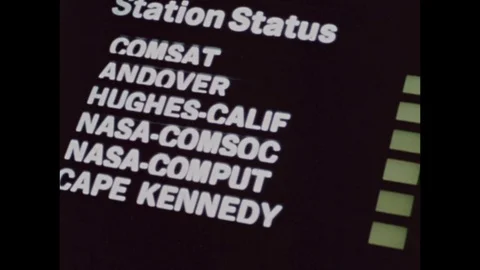 Station Status
COMSAT
ANDOVER
HUGHES-CALIF
NASA-COMSOC
NASA-COMPUT
CAPE KENNEDY